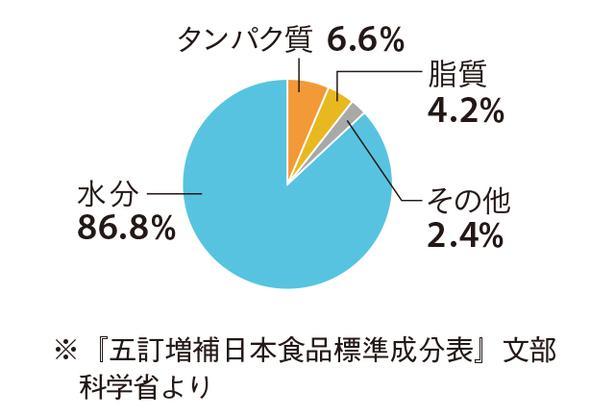 タンパク質 6.6%
脂質
4.2%
水分
86.8%
その他
2.4%
※『五訂増補日本食品標準成分表』文部
科学省より